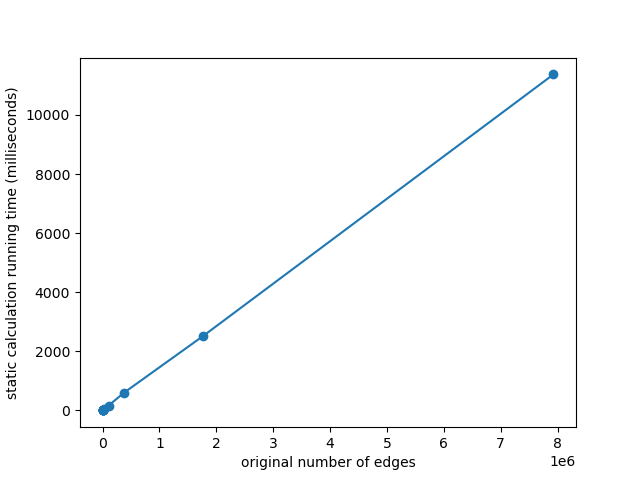 static calculation running time (milliseconds)
10000
8000
6000
4000
2000
0
0 1 2 3 4 5 6 7 8
1e6
original number of edges